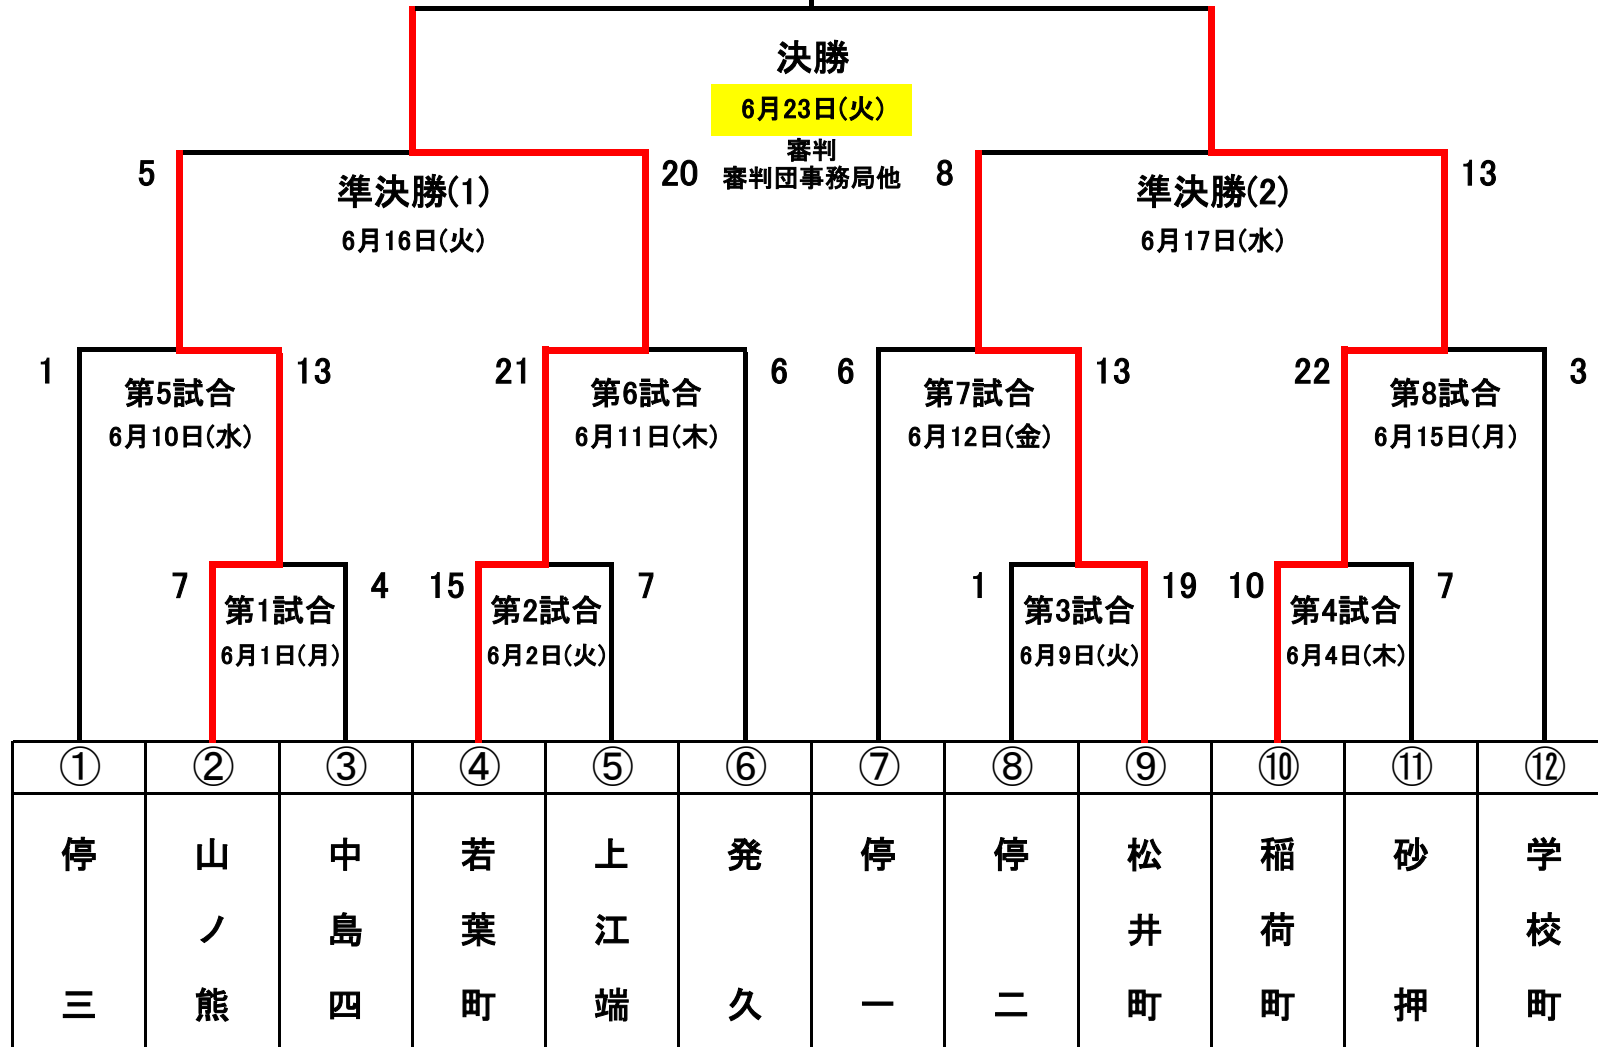 決勝
6月23日(火)
審判
審判団事務局他
5
20
8
13
準決勝(1)
6月16日(火)
準決勝(2)
6月17日(水)
1
13
21
6
6
13
22
3
第5試合
6月10日(水)
第6試合
6月11日(木)
第7試合
6月12日(金)
第8試合
6月15日(月)
7
4
15
7
1
19
10
7
第1試合
6月1日(月)
第2試合
6月2日(火)
第3試合
6月9日(火)
第4試合
6月4日(木)
① ② ③ ④ ⑤ ⑥ ⑦ ⑧ ⑨ ⑩ ⑪ ⑫
停三
山ノ熊
中島四
若葉町
上江端
発久
停一
停二
松井町
稲荷町
砂押
学校町